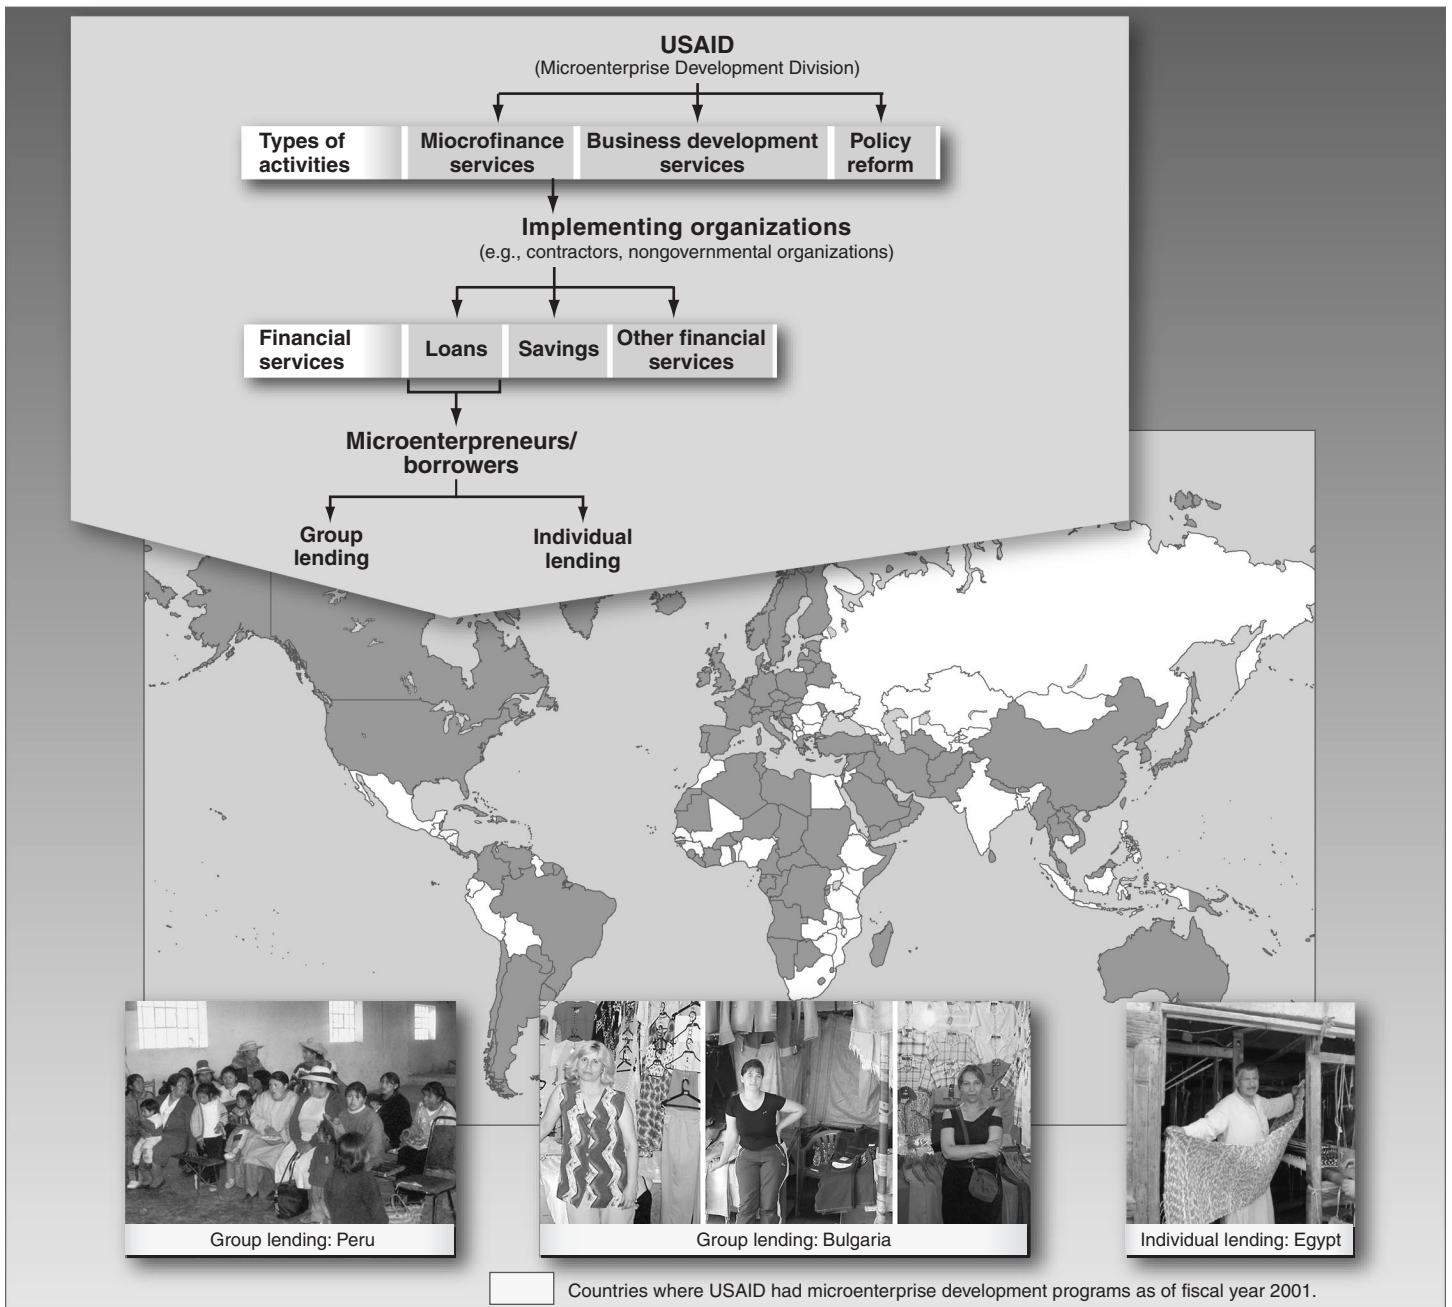 USAID
(Microenterprise Development Division)
Types of
activities
Miocrofinance
services
Business development
services
Policy
reform
Implementing organizations
(e.g., contractors, nongovernmental organizations)
Financial
services
Loans
Savings
Other financial
services
Microenterpreneurs/
borrowers
Group
lending
Individual
lending
Group lending: Peru
Group lending: Bulgaria
Individual lending: Egypt
Countries where USAID had microenterprise development programs as of fiscal year 2001.